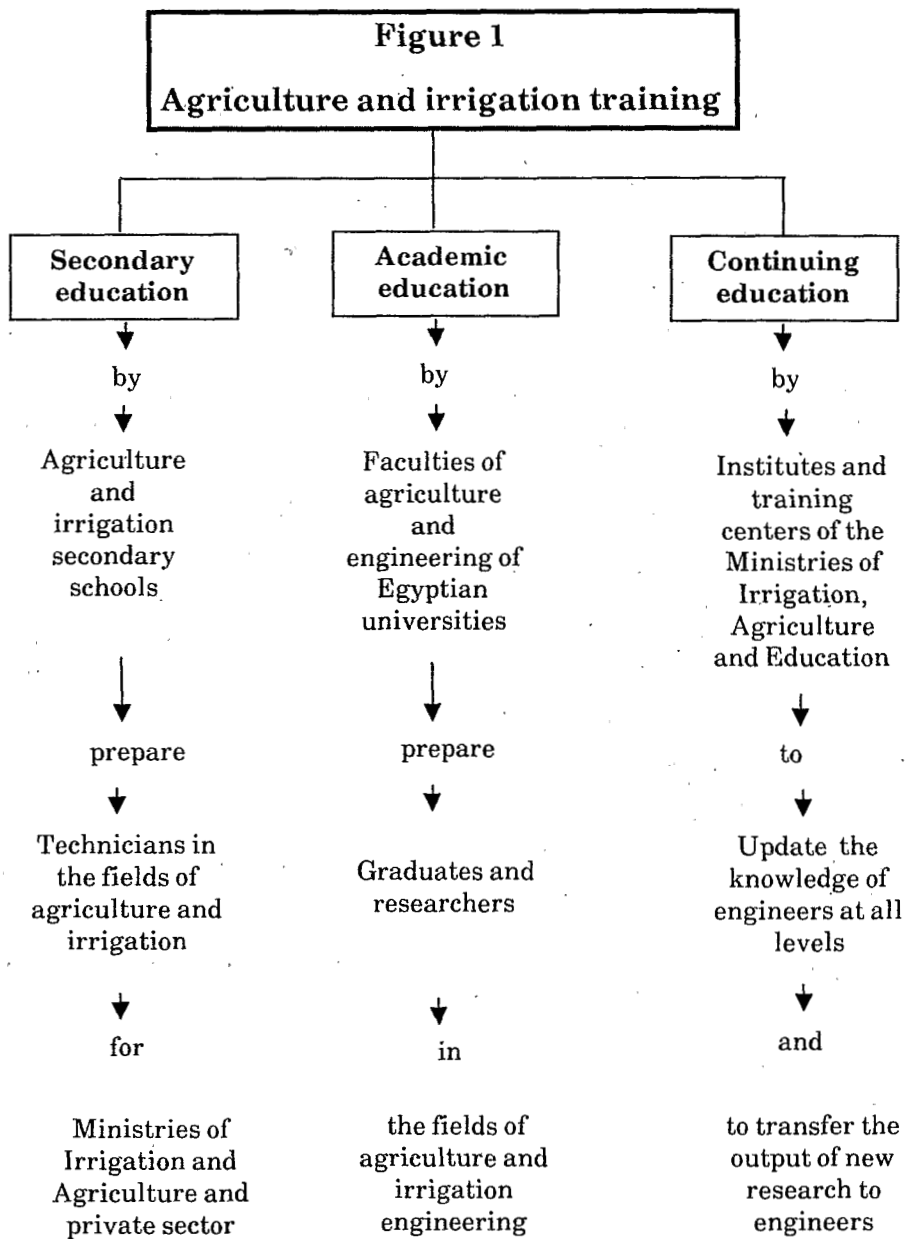 Figure 1
Agriculture and irrigation training
Secondary
education
by
Agriculture
and
irrigation
secondary
schools
prepare
Technicians in
the fields of
agriculture and
irrigation
for
Ministries of
Irrigation and
Agriculture and
private sector
Academic
education
by
Faculties of
agriculture
and
engineering of
Egyptian
universities
prepare
Graduates and
researchers
in
the fields of
agriculture and
irrigation
engineering
Continuing
education
by
Institutes and
training
centers of the
Ministries of
Irrigation,
Agriculture
and Education
to
Update the
knowledge of
engineers at all
levels
and
to transfer the
output of new
research to
engineers